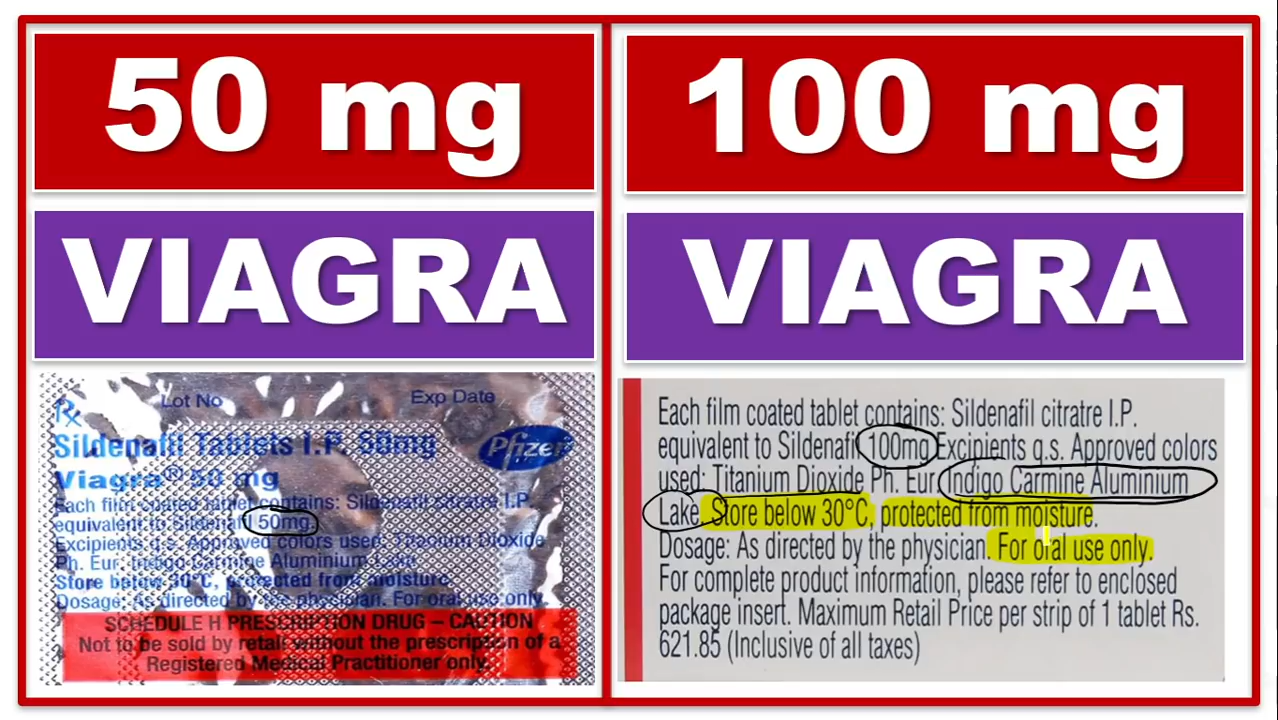 50 mg
VIAGRA
Rx
Lot No
Exp Date
Sildenafil Tablets I.P. 50mg
Pfizer
Viagra® 50 mg
Each film coated tablet contains: Sildenafil citrate I.P.
equivalent to Sildenafil 50mg
Excipients q.s. Approved colors used: Titanium Dioxide
Ph. Eur. Indigo Carmine Aluminium
Store below 30°C, protected from moisture.
Dosage: As directed by the physician. For oral use only.
SCHEDULE H PRESCRIPTION DRUG – CAUTION
Not to be sold by retail without the prescription of a
Registered Medical Practitioner only.
100 mg
VIAGRA
Each film coated tablet contains: Sildenafil citratre I.P.
equivalent to Sildenafil 100mg Excipients q.s. Approved colors
used: Titanium Dioxide Ph. Eur. Indigo Carmine Aluminium
Lake. Store below 30°C, protected from moisture.
Dosage: As directed by the physician. For oral use only.
For complete product information, please refer to enclosed
package insert. Maximum Retail Price per strip of 1 tablet Rs.
621.85 (Inclusive of all taxes)